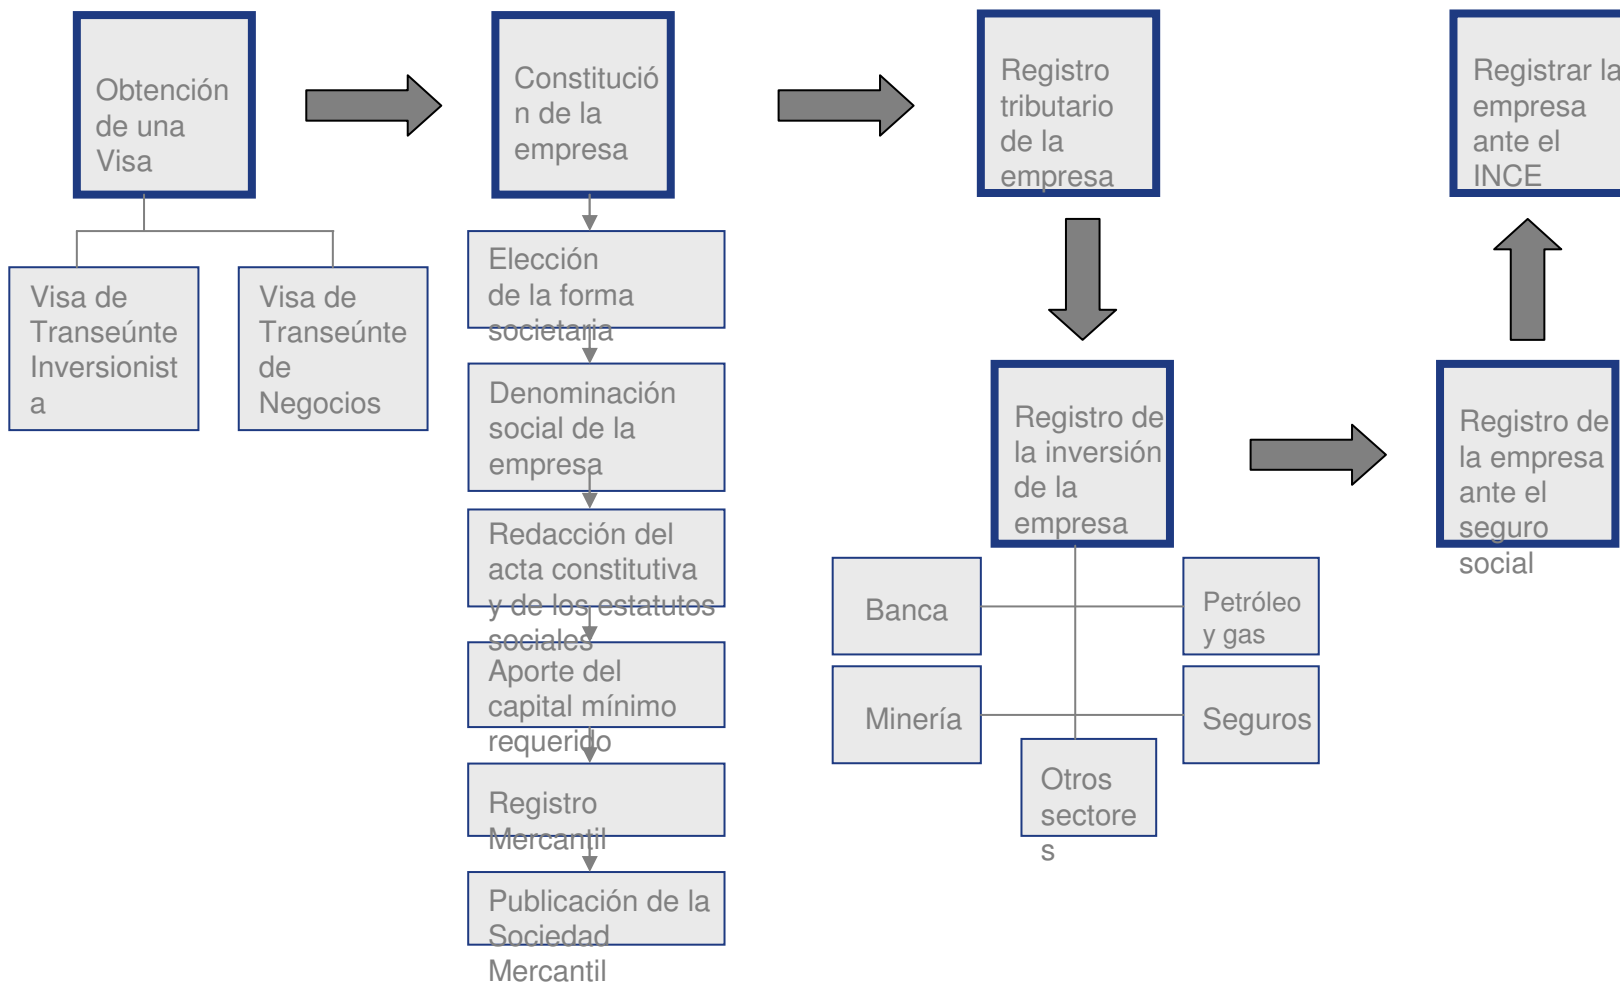 Obtención
de una
Visa
Visa de
Transeúnte
Inversionist
a
Visa de
Transeúnte
de
Negocios
Constitució
n de la
empresa
Elección
de la forma
societaria
Denominación
social de la
empresa
Redacción del
acta constitutiva
y de los estatutos
sociales
Aporte del
capital mínimo
requerido
Registro
Mercantil
Publicación de la
Sociedad
Mercantil
Registro
tributario
de la
empresa
Registro de
la inversión
de la
empresa
Banca
Petróleo
y gas
Minería
Seguros
Otros
sectore
s
Registro de
la empresa
ante el
seguro
social
Registrar la
empresa
ante el
INCE